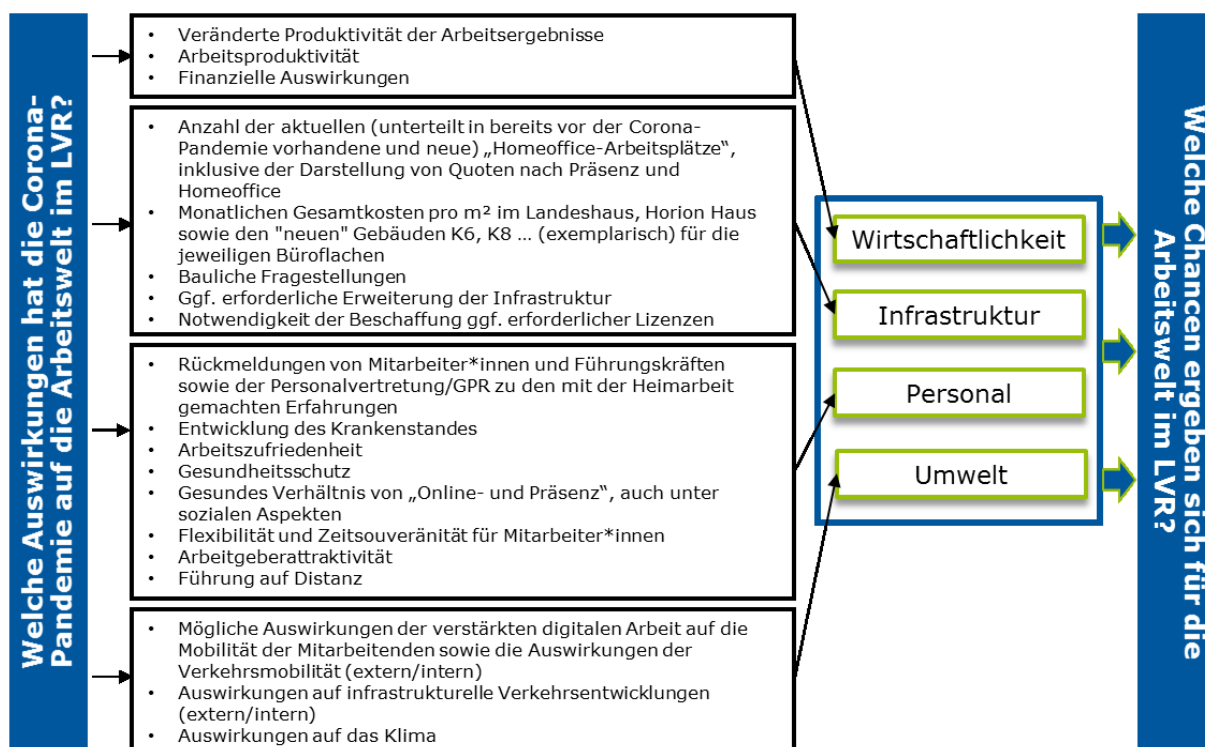 Welche Auswirkungen hat die Corona-
Pandemie auf die Arbeitswelt im LVR?
• Veränderte Produktivität der Arbeitsergebnisse
• Arbeitsproduktivität
• Finanzielle Auswirkungen
• Anzahl der aktuellen (unterteilt in bereits vor der Corona-
Pandemie vorhandene und neue) „Homeoffice-Arbeitsplätze“,
inklusive der Darstellung von Quoten nach Präsenz und
Homeoffice
• Monatlichen Gesamtkosten pro m² im Landeshaus, Horion Haus
sowie den "neuen" Gebäuden K6, K8 ... (exemplarisch) für die
jeweiligen Büroflächen
• Bauliche Fragestellungen
• Ggf. erforderliche Erweiterung der Infrastruktur
• Notwendigkeit der Beschaffung ggf. erforderlicher Lizenzen
• Rückmeldungen von Mitarbeiter*innen und Führungskräften
sowie der Personalvertretung/GPR zu den mit der Heimarbeit
gemachten Erfahrungen
• Entwicklung des Krankenstandes
• Arbeitszufriedenheit
• Gesundheitsschutz
• Gesundes Verhältnis von „Online- und Präsenz“, auch unter
sozialen Aspekten
• Flexibilität und Zeitsouveränität für Mitarbeiter*innen
• Arbeitgeberattraktivität
• Führung auf Distanz
• Mögliche Auswirkungen der verstärkten digitalen Arbeit auf die
Mobilität der Mitarbeitenden sowie die Auswirkungen der
Verkehrsmobilität (extern/intern)
• Auswirkungen auf infrastrukturelle Verkehrsentwicklungen
(extern/intern)
• Auswirkungen auf das Klima
Wirtschaftlichkeit
Infrastruktur
Personal
Umwelt
Welche Chancen ergeben sich für die
Arbeitswelt im LVR?